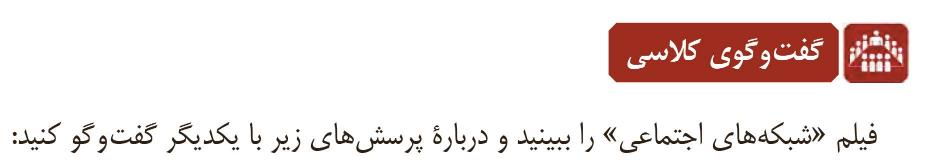 گفت‌وگوی کلاسی
فیلم «شبکه‌های اجتماعی» را ببینید و دربارهٔ پرسش‌های زیر با یکدیگر گفت‌وگو کنید: